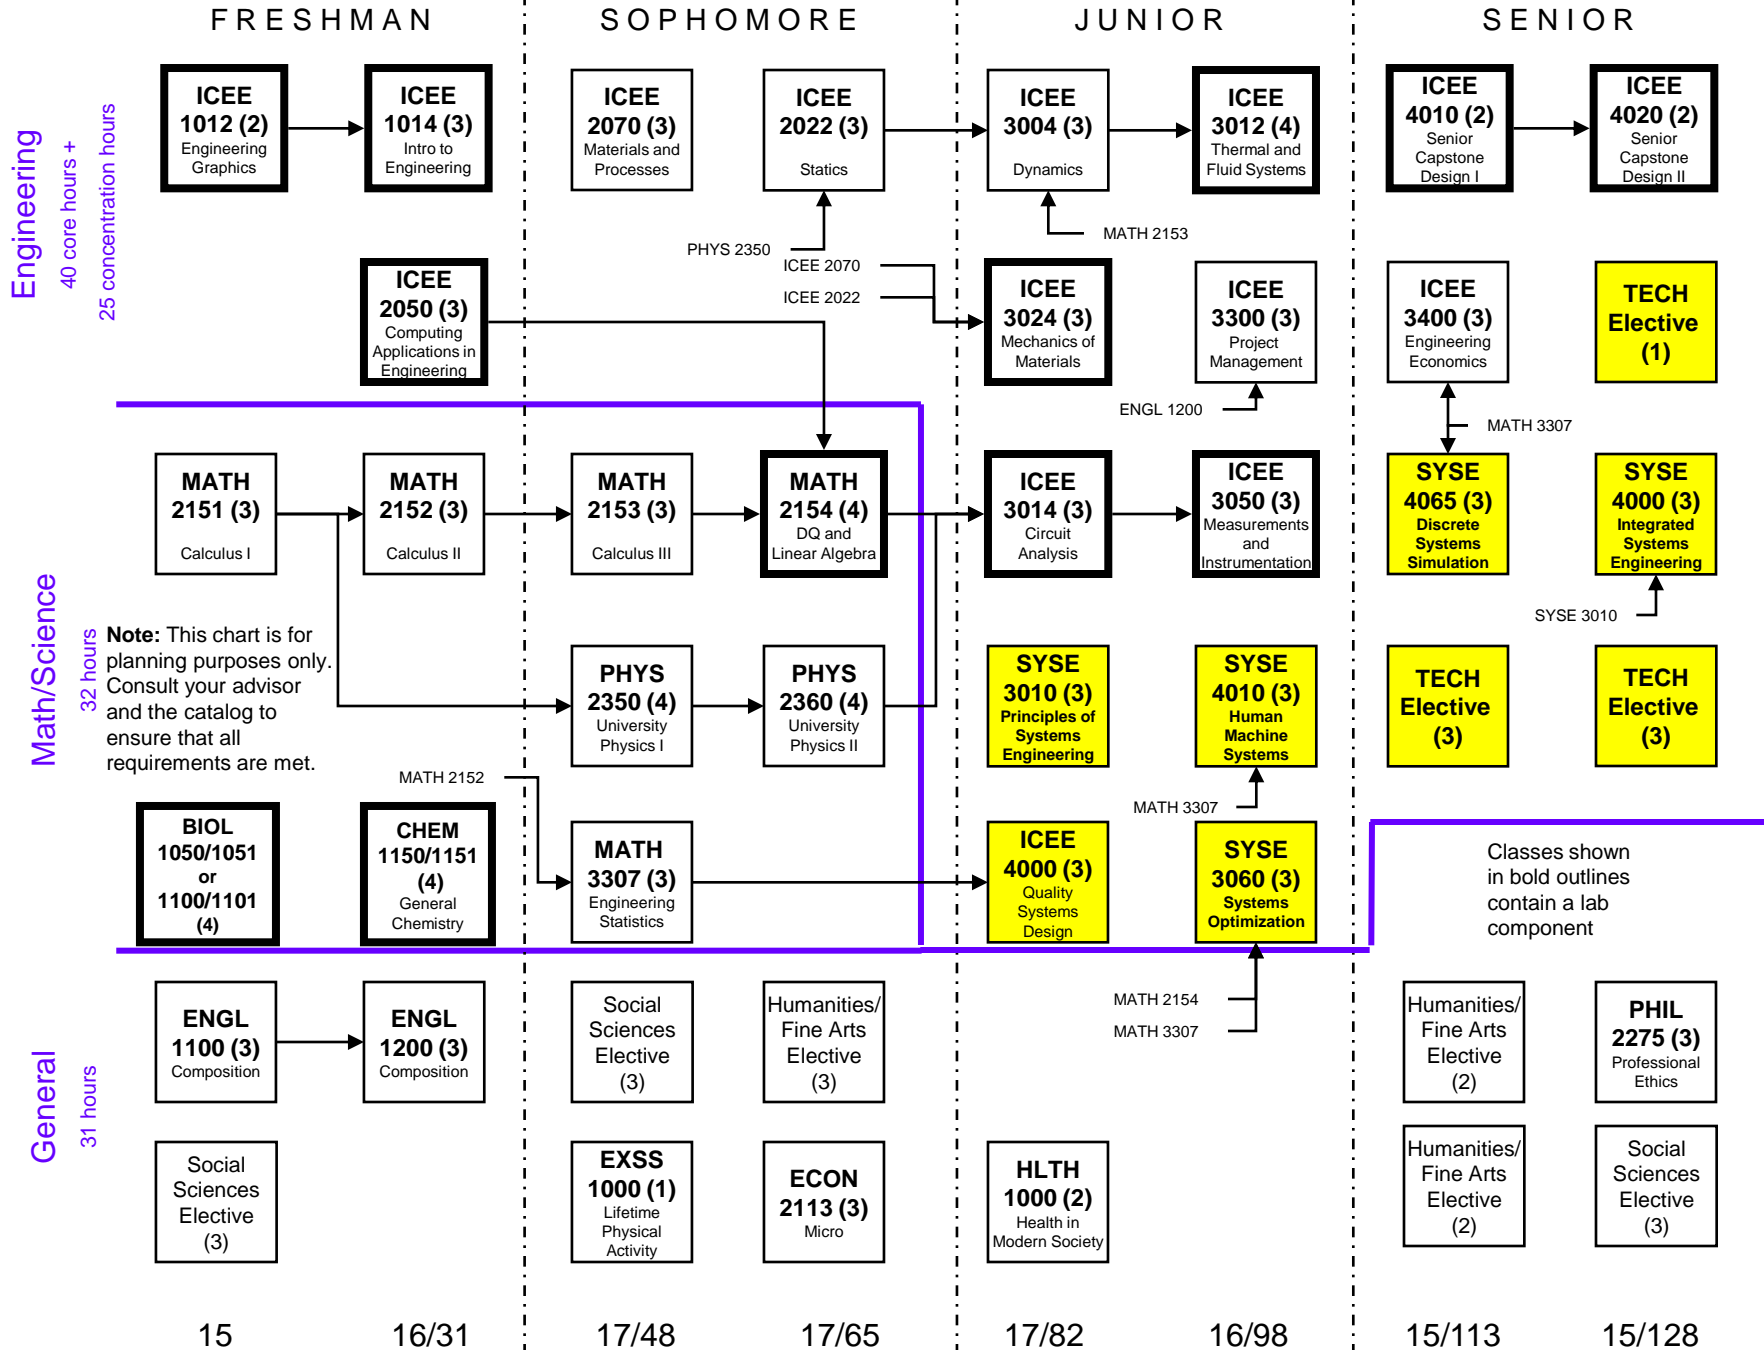 FRESHMAN
SOPHOMORE
JUNIOR
SENIOR
Engineering
40 core hours +
25 concentration hours
ICEE
1012 (2)
Engineering
Graphics
ICEE
1014 (3)
Intro to
Engineering
ICEE
2070 (3)
Materials and
Processes
ICEE
2022 (3)
Statics
ICEE
3004 (3)
Dynamics
ICEE
3012 (4)
Thermal and
Fluid Systems
ICEE
4010 (2)
Senior
Capstone
Design I
ICEE
4020 (2)
Senior
Capstone
Design II
PHYS 2350
MATH 2153
ICEE 2070
ICEE 2022
ICEE
2050 (3)
Computing
Applications in
Engineering
ICEE
3024 (3)
Mechanics of
Materials
ICEE
3300 (3)
Project
Management
ICEE
3400 (3)
Engineering
Economics
TECH
Elective
(1)
ENGL 1200
MATH 3307
Math/Science
32 hours
MATH
2151 (3)
Calculus I
MATH
2152 (3)
Calculus II
MATH
2153 (3)
Calculus III
MATH
2154 (4)
DQ and
Linear Algebra
ICEE
3014 (3)
Circuit
Analysis
ICEE
3050 (3)
Measurements
and
Instrumentation
SYSE
4065 (3)
Discrete
Systems
Simulation
SYSE
4000 (3)
Integrated
Systems
Engineering
SYSE 3010
Note: This chart is for
planning purposes only.
Consult your advisor
and the catalog to
ensure that all
requirements are met.
PHYS
2350 (4)
University
Physics I
PHYS
2360 (4)
University
Physics II
SYSE
3010 (3)
Principles of
Systems
Engineering
SYSE
4010 (3)
Human
Machine
Systems
TECH
Elective
(3)
TECH
Elective
(3)
MATH 2152
MATH 3307
BIOL
1050/1051
or
1100/1101
(4)
CHEM
1150/1151
(4)
General
Chemistry
MATH
3307 (3)
Engineering
Statistics
ICEE
4000 (3)
Quality
Systems
Design
SYSE
3060 (3)
Systems
Optimization
Classes shown
in bold outlines
contain a lab
component
MATH 2154
MATH 3307
General
31 hours
ENGL
1100 (3)
Composition
ENGL
1200 (3)
Composition
Social
Sciences
Elective
(3)
Humanities/
Fine Arts
Elective
(3)
Humanities/
Fine Arts
Elective
(2)
PHIL
2275 (3)
Professional
Ethics
Social
Sciences
Elective
(3)
EXSS
1000 (1)
Lifetime
Physical
Activity
ECON
2113 (3)
Micro
HLTH
1000 (2)
Health in
Modern Society
Humanities/
Fine Arts
Elective
(2)
Social
Sciences
Elective
(3)
15
16/31
17/48
17/65
17/82
16/98
15/113
15/128